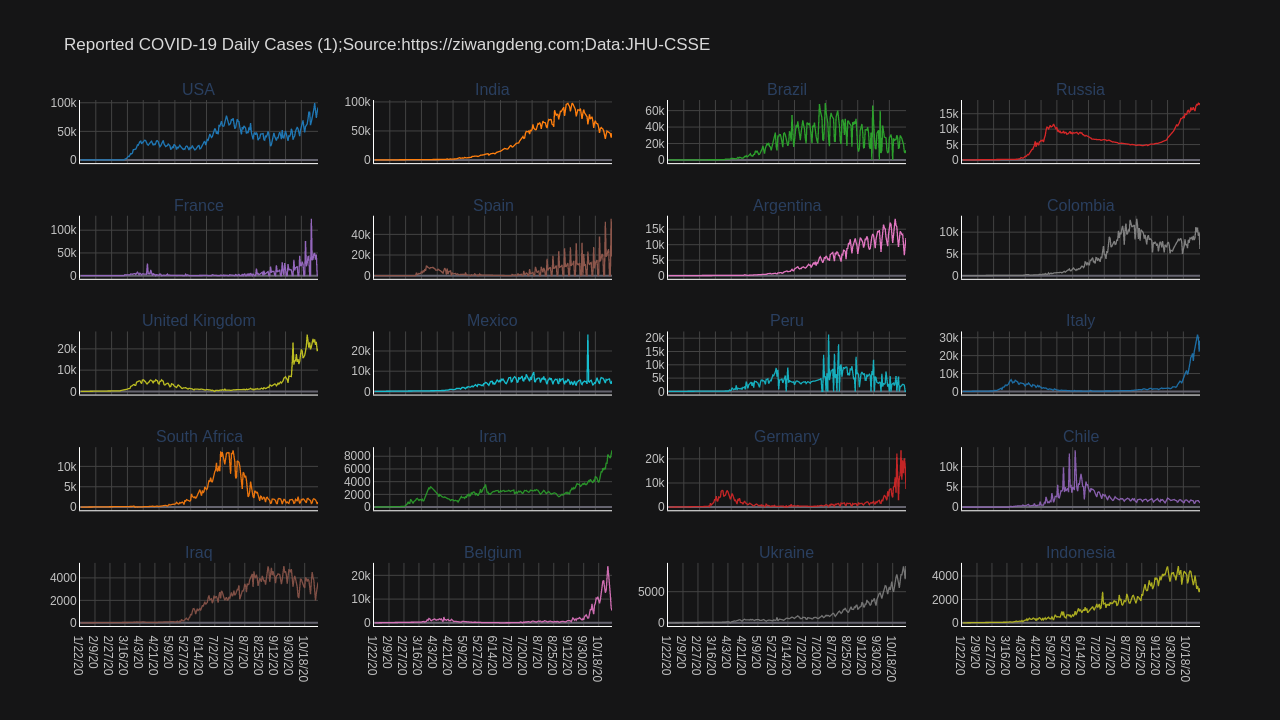 Reported COVID-19 Daily Cases (1);Source:https://ziwangdeng.com;Data:JHU-CSSE
USA India Brazil Russia
100k 50k 0
100k 50k 0
60k 40k 20k 0
15k 10k 5k 0
France Spain Argentina Colombia
100k 50k 0
40k 20k 0
15k 10k 5k 0
10k 5k 0
United Kingdom Mexico Peru Italy
20k 10k 0
20k 10k 0
20k 15k 10k 5k 0
30k 20k 10k 0
South Africa Iran Germany Chile
10k 5k 0
8000 6000 4000 2000 0
20k 10k 0
10k 5k 0
Iraq Belgium Ukraine Indonesia
4000 2000 0
20k 10k 0
5000 0
4000 2000 0
1/22/20 2/9/20 2/27/20 3/16/20 4/3/20 4/21/20 5/9/20 5/27/20 6/14/20 7/2/20 7/20/20 8/7/20 8/25/20 9/12/20 9/30/20 10/18/20
1/22/20 2/9/20 2/27/20 3/16/20 4/3/20 4/21/20 5/9/20 5/27/20 6/14/20 7/2/20 7/20/20 8/7/20 8/25/20 9/12/20 9/30/20 10/18/20
1/22/20 2/9/20 2/27/20 3/16/20 4/3/20 4/21/20 5/9/20 5/27/20 6/14/20 7/2/20 7/20/20 8/7/20 8/25/20 9/12/20 9/30/20 10/18/20
1/22/20 2/9/20 2/27/20 3/16/20 4/3/20 4/21/20 5/9/20 5/27/20 6/14/20 7/2/20 7/20/20 8/7/20 8/25/20 9/12/20 9/30/20 10/18/20